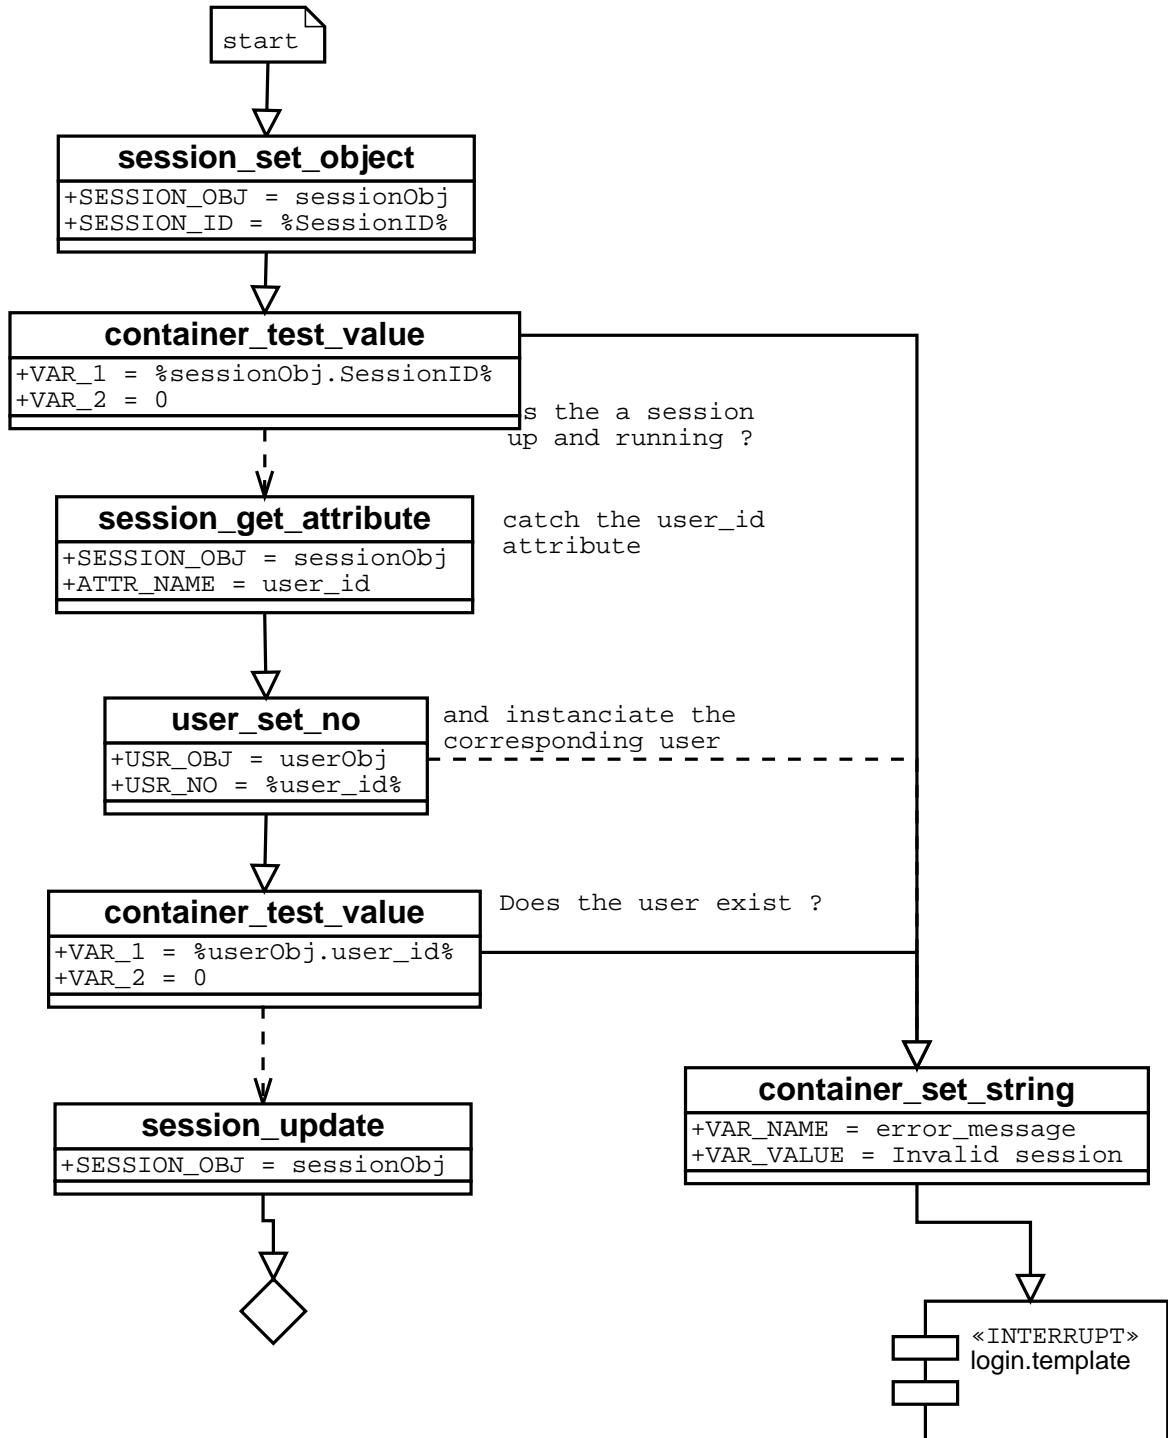 start
session_set_object
+SESSION_OBJ = sessionObj
+SESSION_ID = %SessionID%
container_test_value
+VAR_1 = %sessionObj.SessionID%
+VAR_2 = 0
s the a session
up and running ?
session_get_attribute
+SESSION_OBJ = sessionObj
+ATTR_NAME = user_id
catch the user_id
attribute
user_set_no
+USR_OBJ = userObj
+USR_NO = %user_id%
and instanciate the
corresponding user
container_test_value
+VAR_1 = %userObj.user_id%
+VAR_2 = 0
Does the user exist ?
session_update
+SESSION_OBJ = sessionObj
container_set_string
+VAR_NAME = error_message
+VAR_VALUE = Invalid session
«INTERRUPT»
login.template